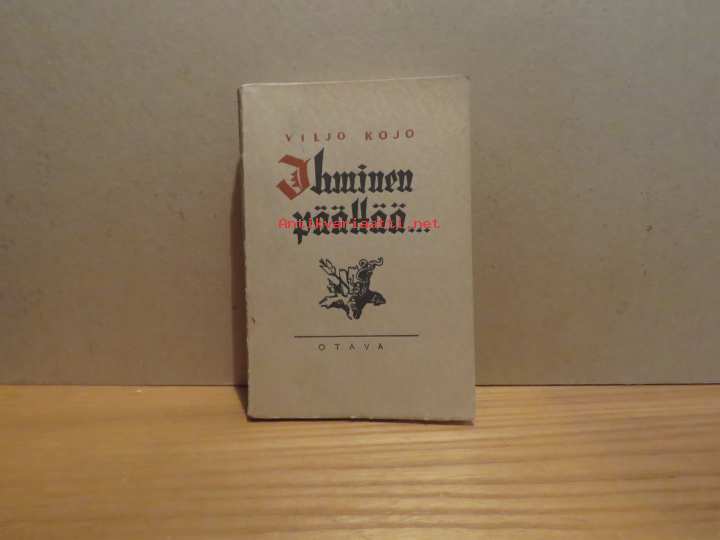 VILJO KOJO
Ihminen
Antikvariaatti.net
päällää...
OTAVA